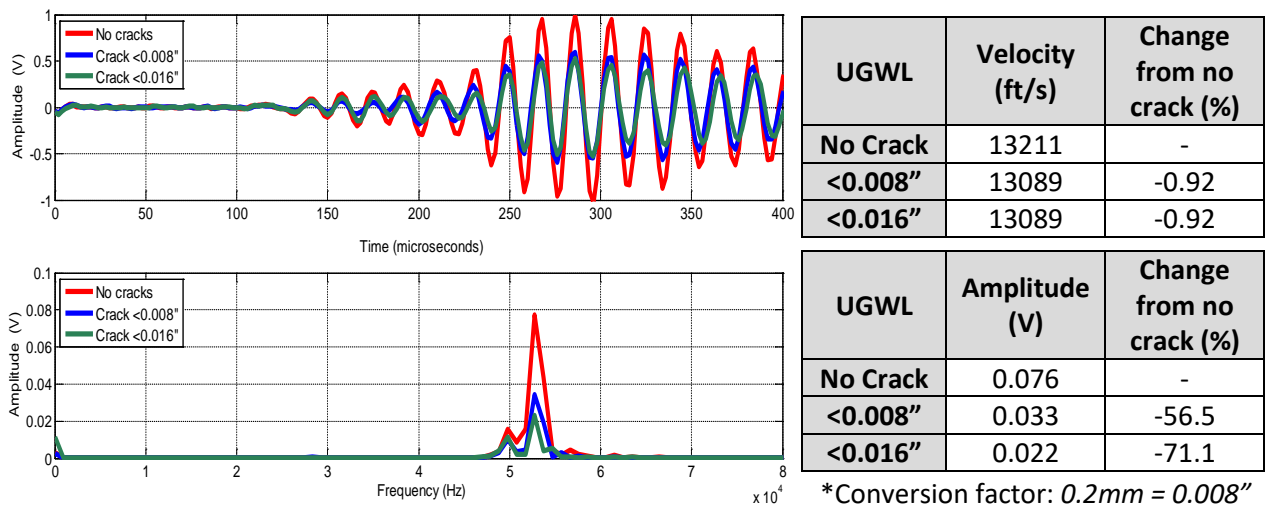 Amplitude (V)
1
0.5
0
-0.5
-1
No cracks
Crack <0.008"
Crack <0.016"
0 50 100 150 200 250 300 350 400
Time (microseconds)
Amplitude (V)
0.1
0.08
0.06
0.04
0.02
0
No cracks
Crack <0.008"
Crack <0.016"
0 1 2 3 4 5 6 7 8
Frequency (Hz)
x 10^4
UGWL Velocity (ft/s) Change from no crack (%)
No Crack 13211 -
<0.008” 13089 -0.92
<0.016” 13089 -0.92
UGWL Amplitude (V) Change from no crack (%)
No Crack 0.076 -
<0.008” 0.033 -56.5
<0.016” 0.022 -71.1
*Conversion factor: 0.2mm = 0.008”